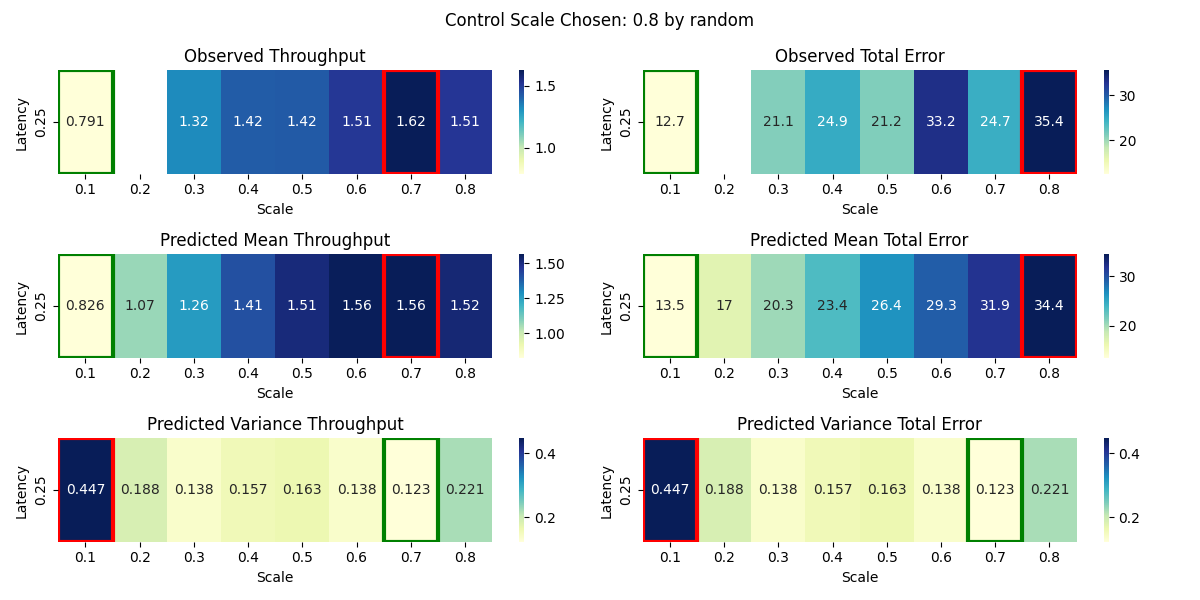 Control Scale Chosen: 0.8 by random
Observed Throughput
Latency
0.25
0.791 1.32 1.42 1.42 1.51 1.62 1.51
0.1 0.2 0.3 0.4 0.5 0.6 0.7 0.8
Scale
1.5
1.0
Observed Total Error
Latency
0.25
12.7 21.1 24.9 21.2 33.2 24.7 35.4
0.1 0.2 0.3 0.4 0.5 0.6 0.7 0.8
Scale
30
20
Predicted Mean Throughput
Latency
0.25
0.826 1.07 1.26 1.41 1.51 1.56 1.56 1.52
0.1 0.2 0.3 0.4 0.5 0.6 0.7 0.8
Scale
1.50
1.25
1.00
Predicted Mean Total Error
Latency
0.25
13.5 17 20.3 23.4 26.4 29.3 31.9 34.4
0.1 0.2 0.3 0.4 0.5 0.6 0.7 0.8
Scale
30
20
Predicted Variance Throughput
Latency
0.25
0.447 0.188 0.138 0.157 0.163 0.138 0.123 0.221
0.1 0.2 0.3 0.4 0.5 0.6 0.7 0.8
Scale
0.4
0.2
Predicted Variance Total Error
Latency
0.25
0.447 0.188 0.138 0.157 0.163 0.138 0.123 0.221
0.1 0.2 0.3 0.4 0.5 0.6 0.7 0.8
Scale
0.4
0.2